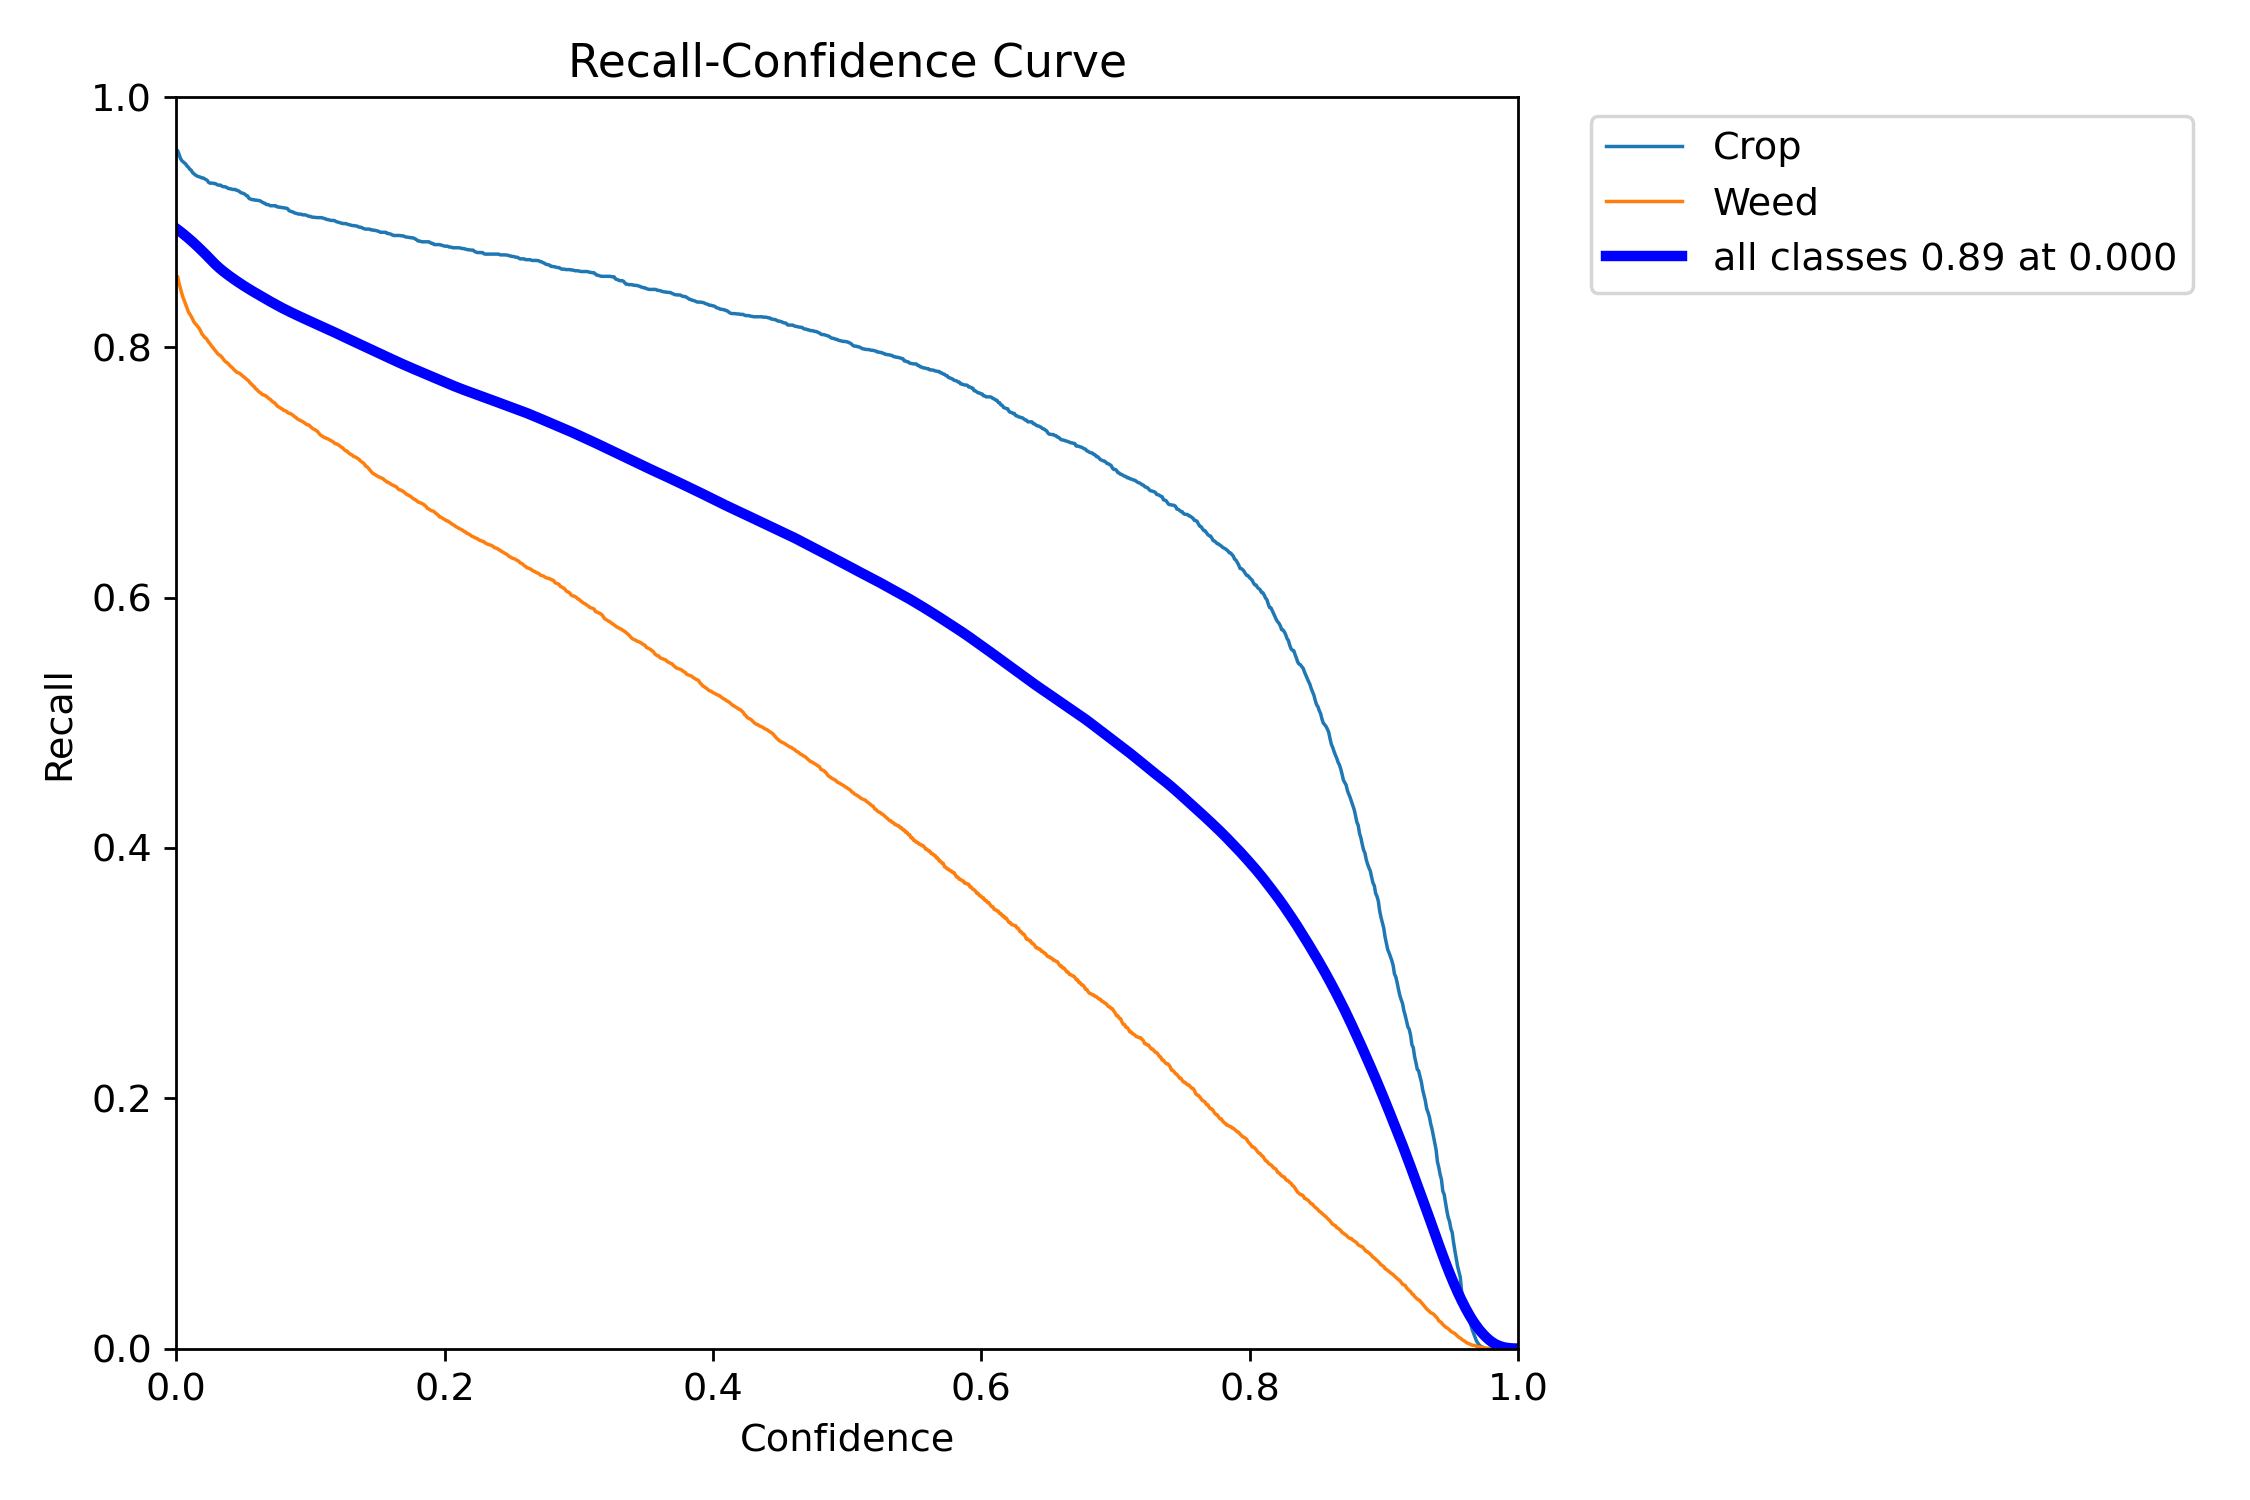 Recall-Confidence Curve
1.0
0.8
0.6
0.4
0.2
0.0
Recall
0.0 0.2 0.4 0.6 0.8 1.0
Confidence
Crop
Weed
all classes 0.89 at 0.000